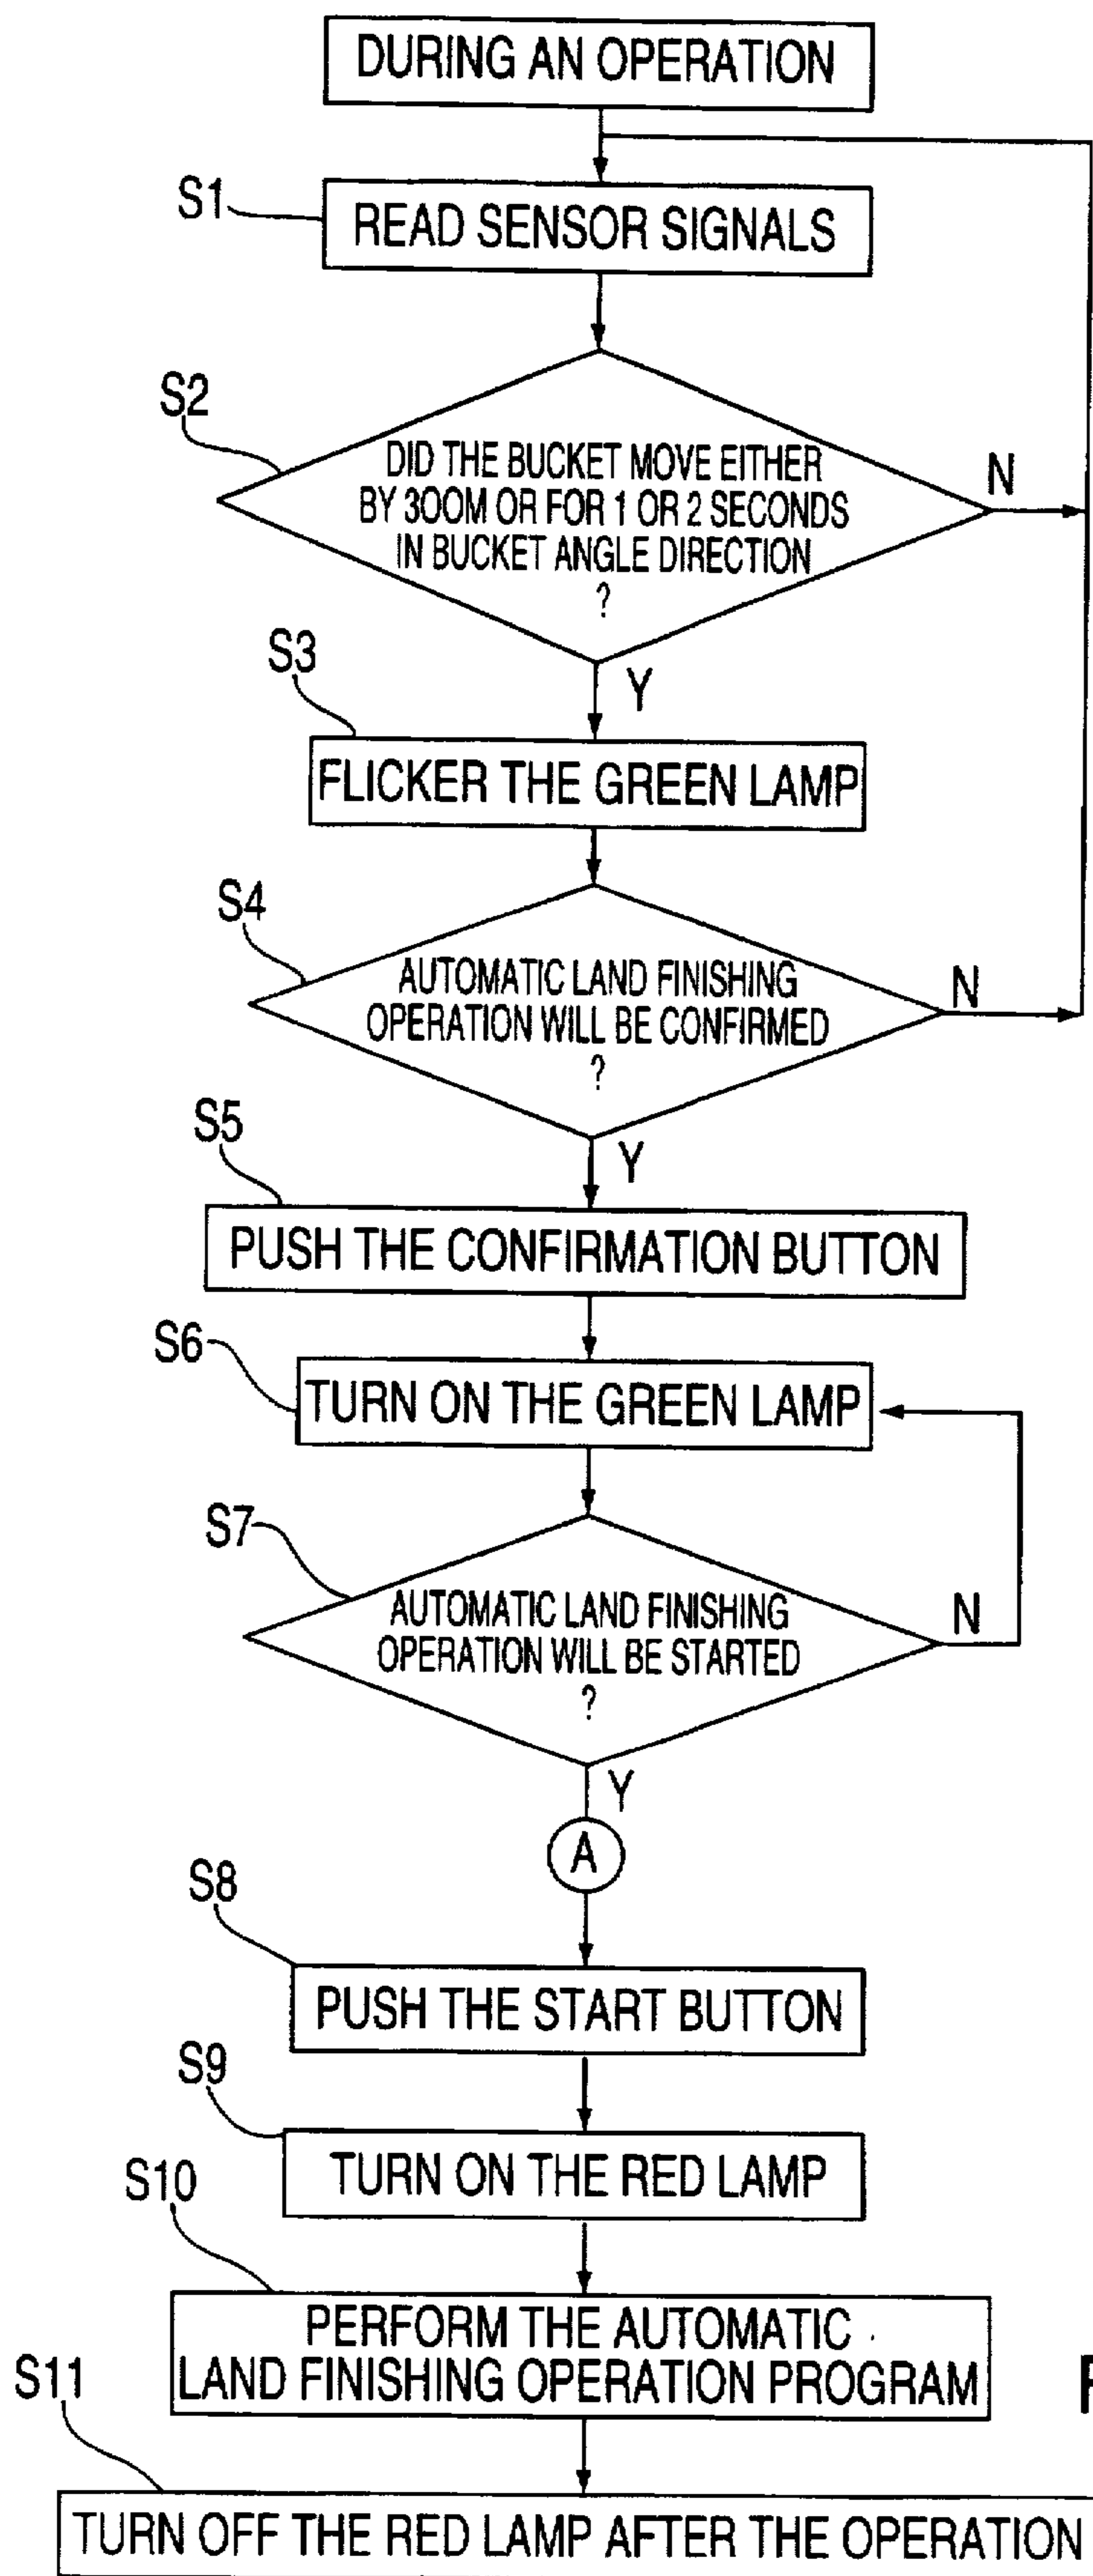 DURING AN OPERATION
S1
READ SENSOR SIGNALS
S2
DID THE BUCKET MOVE EITHER
BY 300M OR FOR 1 OR 2 SECONDS
IN BUCKET ANGLE DIRECTION
?
N
Y
S3
FLICKER THE GREEN LAMP
S4
AUTOMATIC LAND FINISHING
OPERATION WILL BE CONFIRMED
?
N
Y
S5
PUSH THE CONFIRMATION BUTTON
S6
TURN ON THE GREEN LAMP
S7
AUTOMATIC LAND FINISHING
OPERATION WILL BE STARTED
?
N
Y
A
S8
PUSH THE START BUTTON
S9
TURN ON THE RED LAMP
S10
PERFORM THE AUTOMATIC
LAND FINISHING OPERATION PROGRAM
S11
TURN OFF THE RED LAMP AFTER THE OPERATION